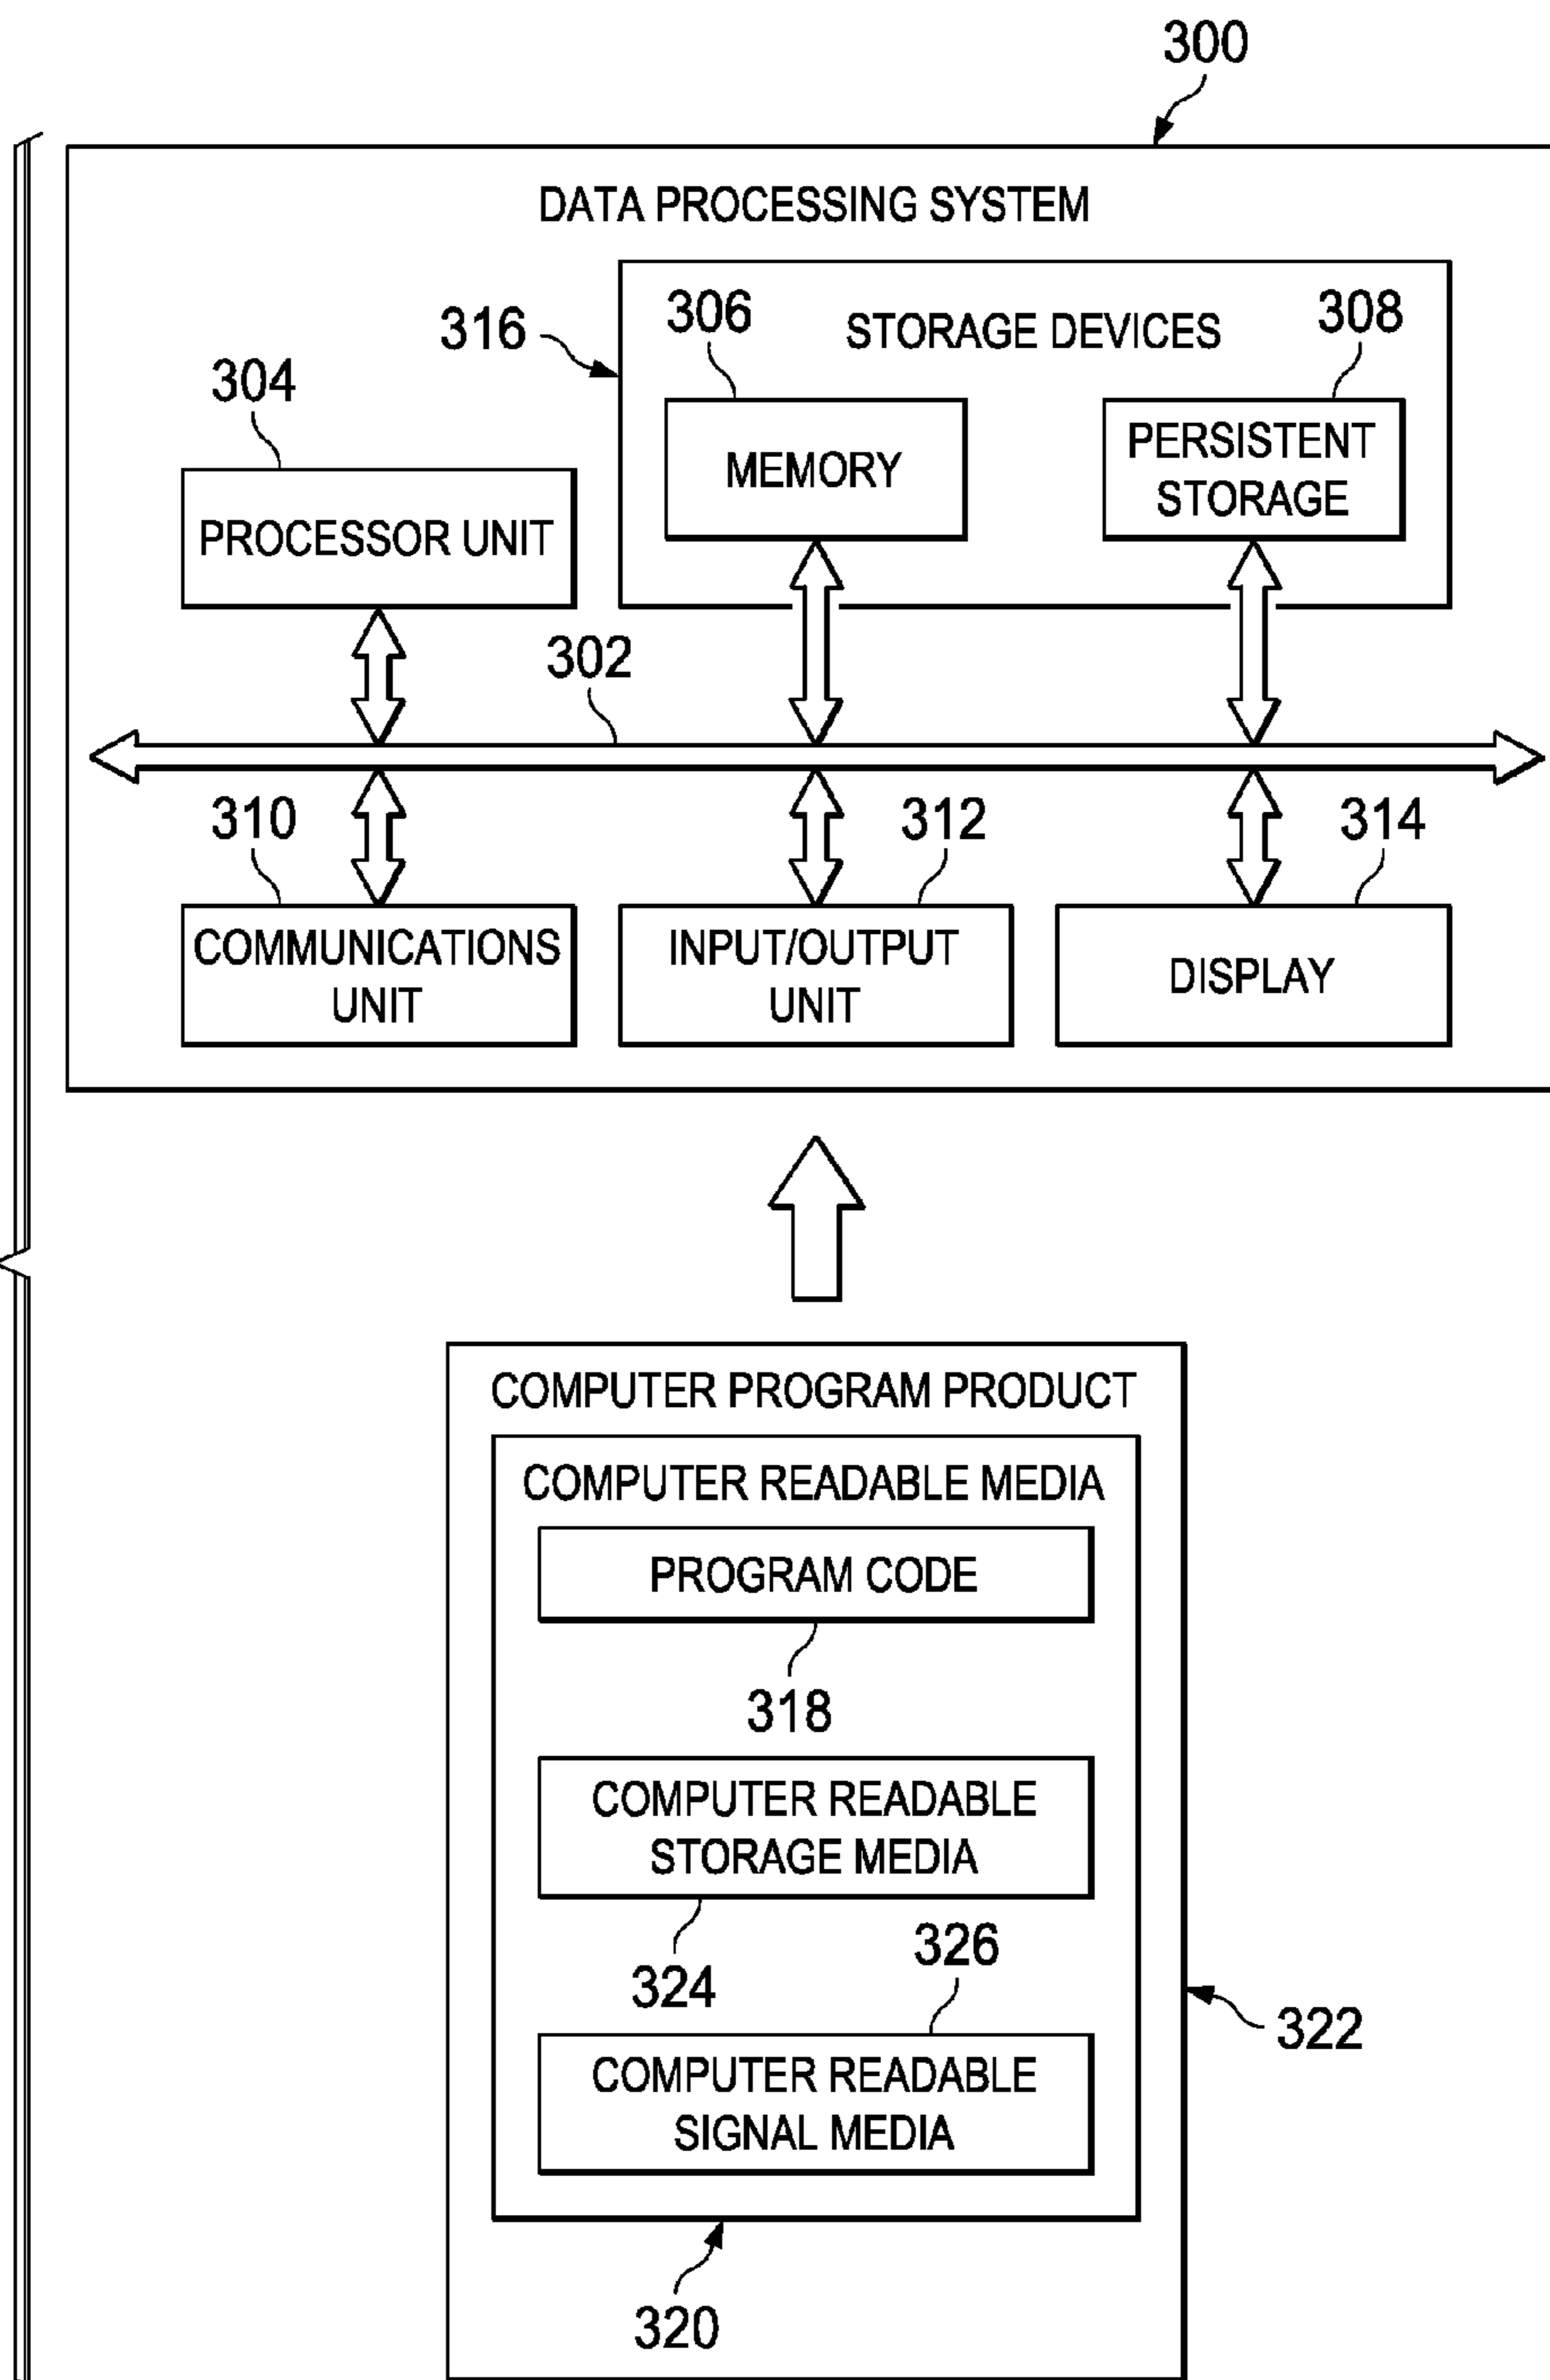 300
DATA PROCESSING SYSTEM
316
306
STORAGE DEVICES
308
304
MEMORY
PERSISTENT
STORAGE
PROCESSOR UNIT
302
310
312
314
COMMUNICATIONS
UNIT
INPUT/OUTPUT
UNIT
DISPLAY
COMPUTER PROGRAM PRODUCT
COMPUTER READABLE MEDIA
PROGRAM CODE
318
COMPUTER READABLE
STORAGE MEDIA
324
326
COMPUTER READABLE
SIGNAL MEDIA
322
320